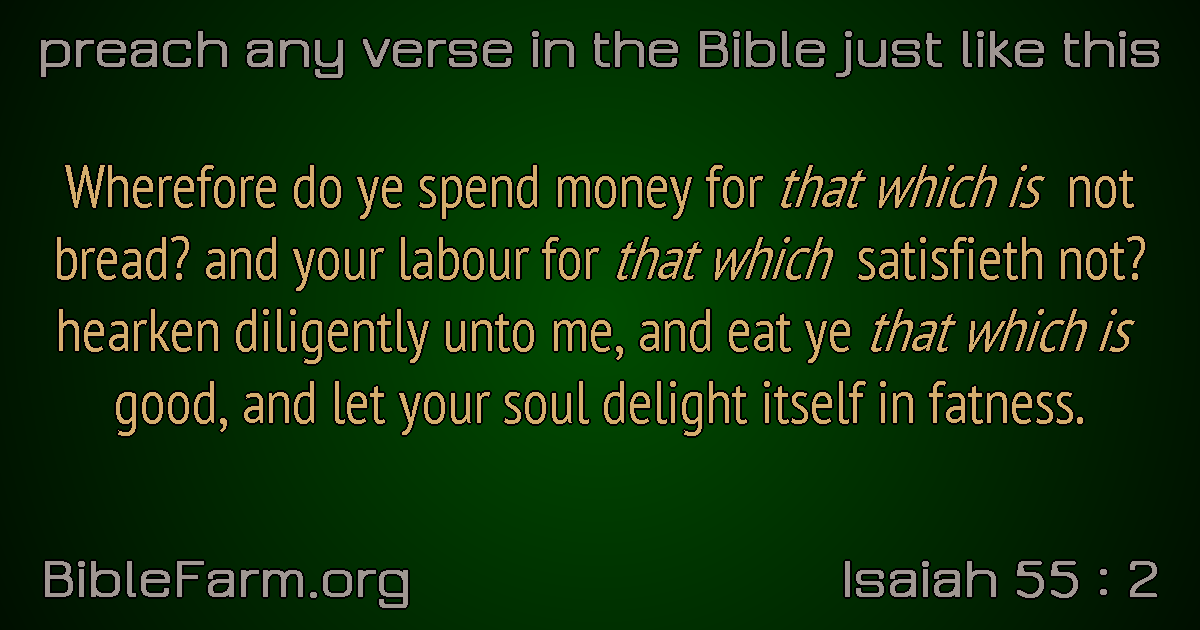 preach any verse in the Bible just like this
Wherefore do ye spend money for that which is not
bread? and your labour for that which satisfieth not?
hearken diligently unto me, and eat ye that which is
good, and let your soul delight itself in fatness.
BibleFarm.org
Isaiah 55 : 2